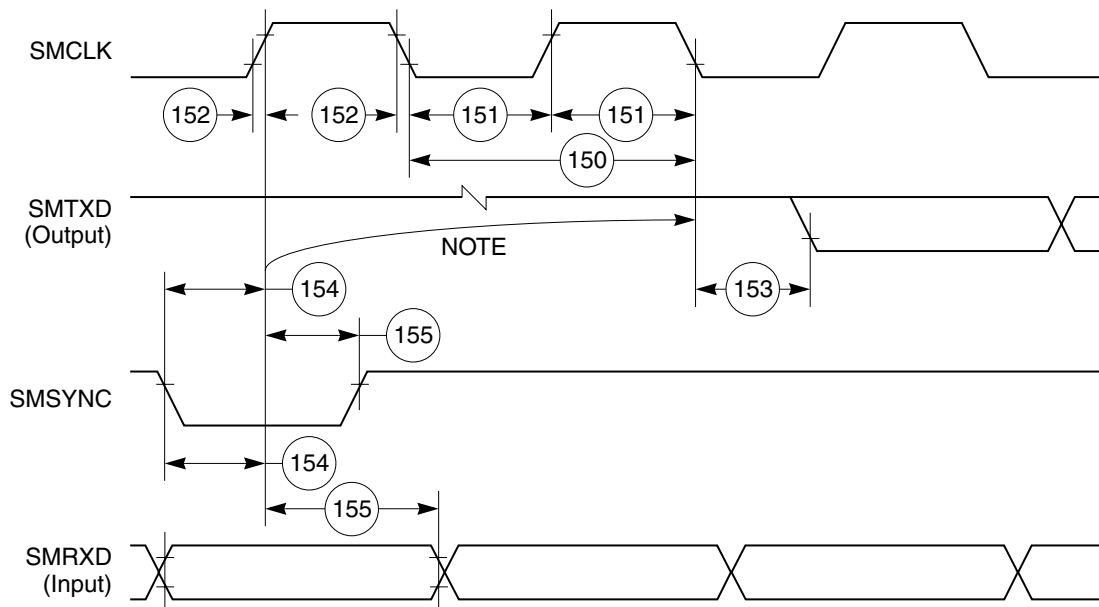 SMCLK
152
152
151
151
150
SMTXD
(Output)
NOTE
154
153
155
SMSYNC
154
155
SMRXD
(Input)